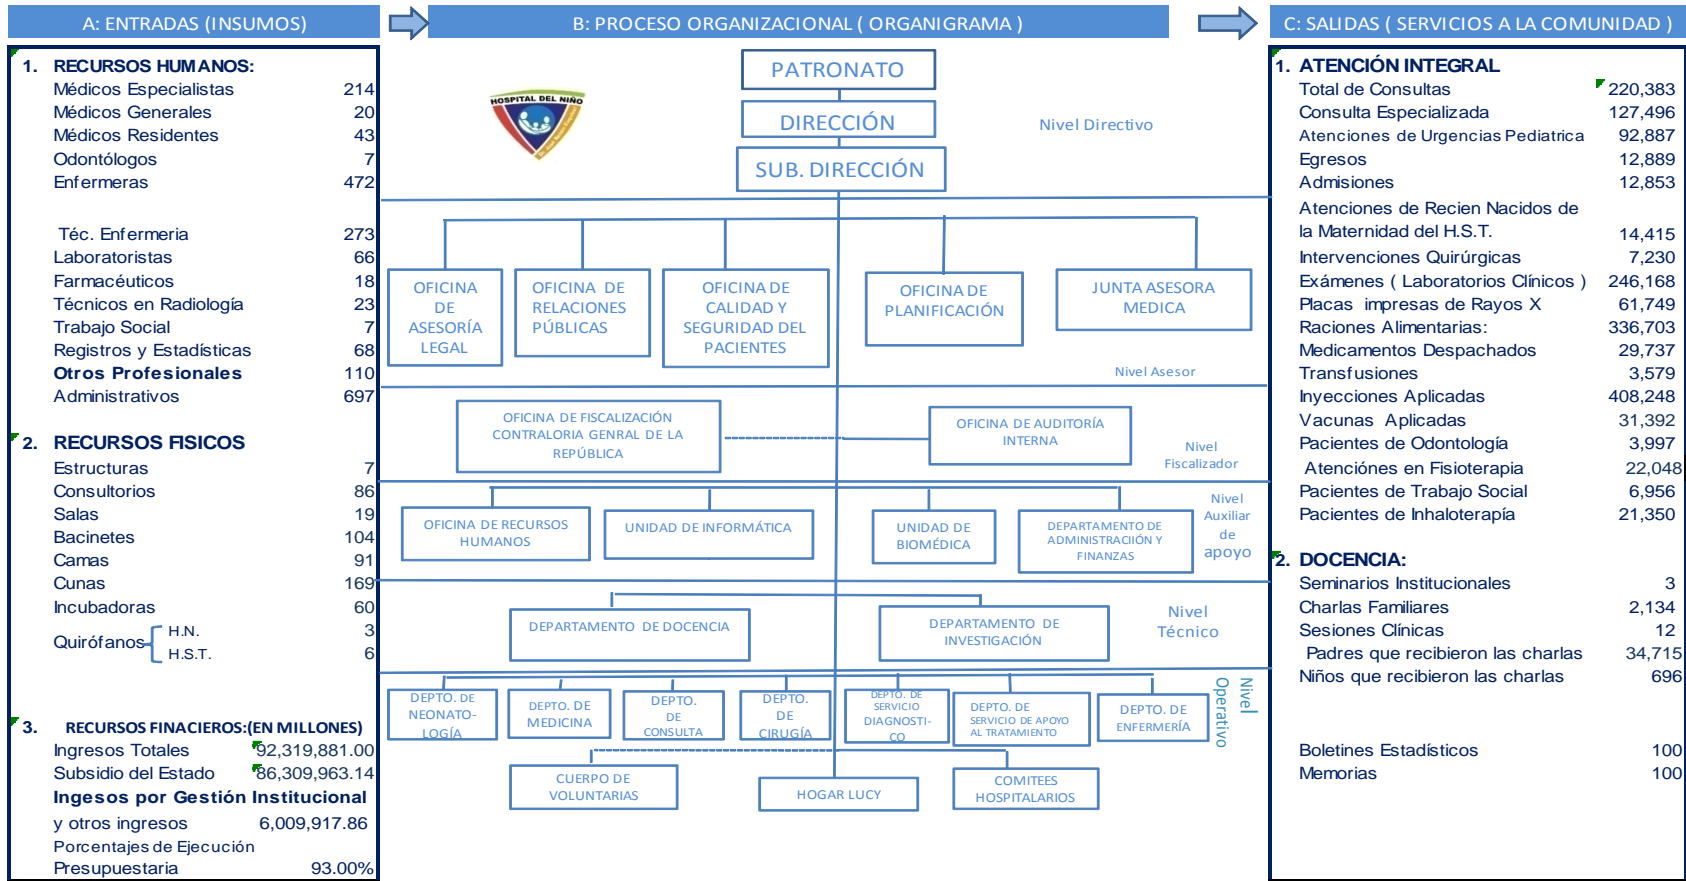 A: ENTRADAS (INSUMOS)
B: PROCESO ORGANIZACIONAL ( ORGANIGRAMA )
C: SALIDAS ( SERVICIOS A LA COMUNIDAD )
1. RECURSOS HUMANOS:
Médicos Especialistas 214
Médicos Generales 20
Médicos Residentes 43
Odontólogos 7
Enfermeras 472
Téc. Enfermeria 273
Laboratoristas 66
Farmacéuticos 18
Técnicos en Radiología 23
Trabajo Social 7
Registros y Estadísticas 68
Otros Profesionales 110
Administrativos 697
2. RECURSOS FISICOS
Estructuras 7
Consultorios 86
Salas 19
Bacinetes 104
Camas 91
Cunas 169
Incubadoras 60
Quirófanos
H.N. 3
H.S.T. 6
3. RECURSOS FINACIEROS:(EN MILLONES)
Ingresos Totales 92,319,881.00
Subsidio del Estado 86,309,963.14
Ingesos por Gestión Institucional
y otros ingresos 6,009,917.86
Porcentajes de Ejecución
Presupuestaria 93.00%
HOSPITAL DEL NIÑO
PATRONATO
DIRECCIÓN
SUB. DIRECCIÓN
Nivel Directivo
OFICINA
DE
ASESORÍA
LEGAL
OFICINA DE
RELACIONES
PÚBLICAS
OFICINA DE
CALIDAD Y
SEGURIDAD DEL
PACIENTES
OFICINA DE
PLANIFICACIÓN
JUNTA ASESORA
MEDICA
Nivel Asesor
OFICINA DE FISCALIZACIÓN
CONTRALORIA GENRAL DE LA
REPÚBLICA
OFICINA DE AUDITORÍA
INTERNA
Nivel
Fiscalizador
OFICINA DE RECURSOS
HUMANOS
UNIDAD DE INFORMÁTICA
UNIDAD DE
BIOMÉDICA
DEPARTAMENTO DE
ADMINISTRACIIÓN Y
FINANZAS
Nivel
Auxiliar
de
apoyo
DEPARTAMENTO DE DOCENCIA
DEPARTAMENTO DE
INVESTIGACIÓN
Nivel
Técnico
DEPTO. DE
NEONATO-
LOGÍA
DEPTO. DE
MEDICINA
DEPTO.
DE
CONSULTA
DEPTO.
DE
CIRUGÍA
DEPTO. DE
SERVICIO
DIAGNOSTI-
CO
DEPTO. DE
SERVICIO DE APOYO
AL TRATAMIENTO
DEPTO. DE
ENFERMERÍA
Nivel
Operativo
CUERPO DE
VOLUNTARIAS
HOGAR LUCY
COMITEES
HOSPITALARIOS
1. ATENCIÓN INTEGRAL
Total de Consultas 220,383
Consulta Especializada 127,496
Atenciones de Urgencias Pediatrica 92,887
Egresos 12,889
Admisiones 12,853
Atenciones de Recien Nacidos de
la Maternidad del H.S.T. 14,415
Intervenciones Quirúrgicas 7,230
Exámenes ( Laboratorios Clínicos ) 246,168
Placas impresas de Rayos X 61,749
Raciones Alimentarias: 336,703
Medicamentos Despachados 29,737
Transfusiones 3,579
Inyecciones Aplicadas 408,248
Vacunas Aplicadas 31,392
Pacientes de Odontología 3,997
Atenciónes en Fisioterapia 22,048
Pacientes de Trabajo Social 6,956
Pacientes de Inhaloterapía 21,350
2. DOCENCIA:
Seminarios Institucionales 3
Charlas Familiares 2,134
Sesiones Clínicas 12
Padres que recibieron las charlas 34,715
Niños que recibieron las charlas 696
Boletines Estadísticos 100
Memorias 100